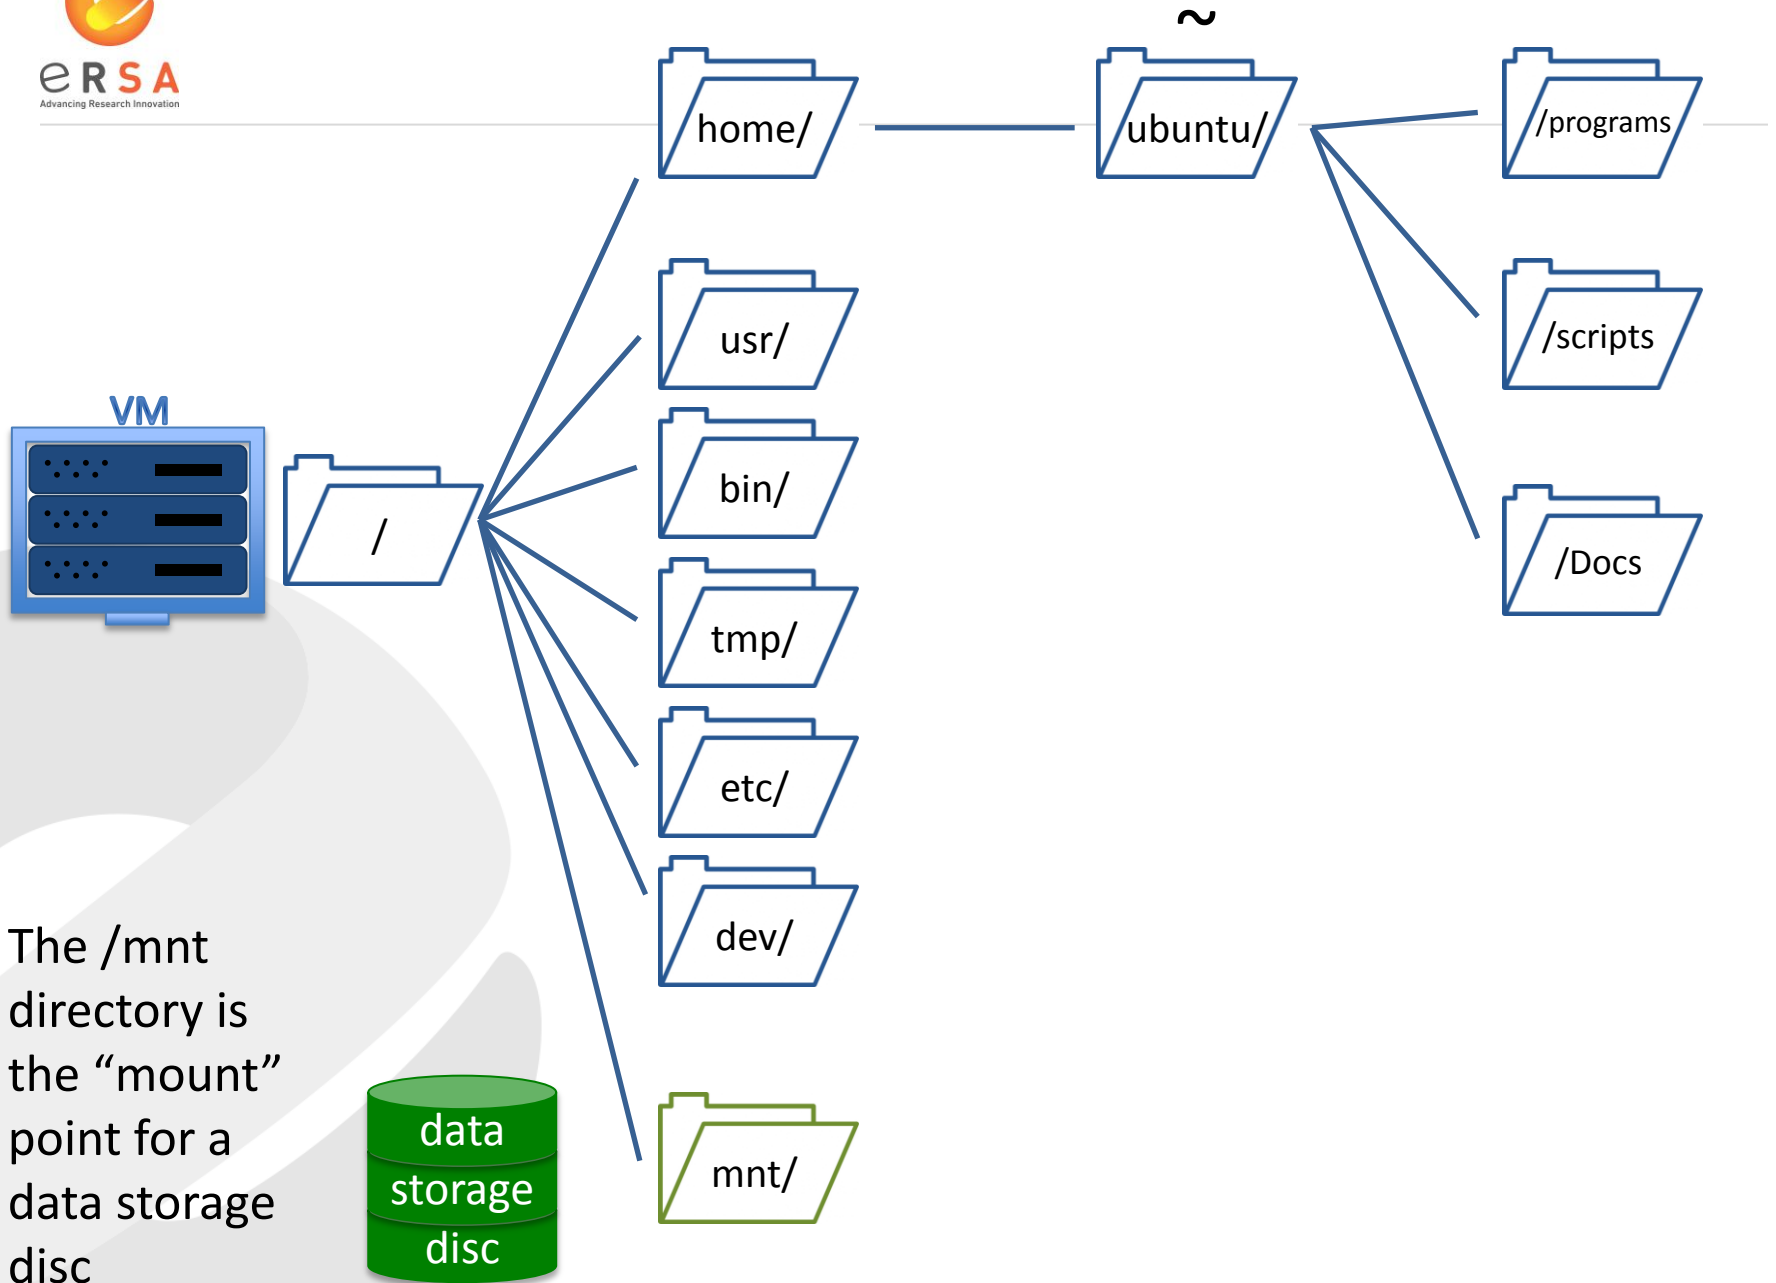 eRSA
Advancing Research Innovation
~
home/
ubuntu/
/programs
usr/
/scripts
VM
/
bin/
/Docs
tmp/
etc/
dev/
The /mnt
directory is
the “mount”
point for a
data storage
disc
data
storage
disc
mnt/